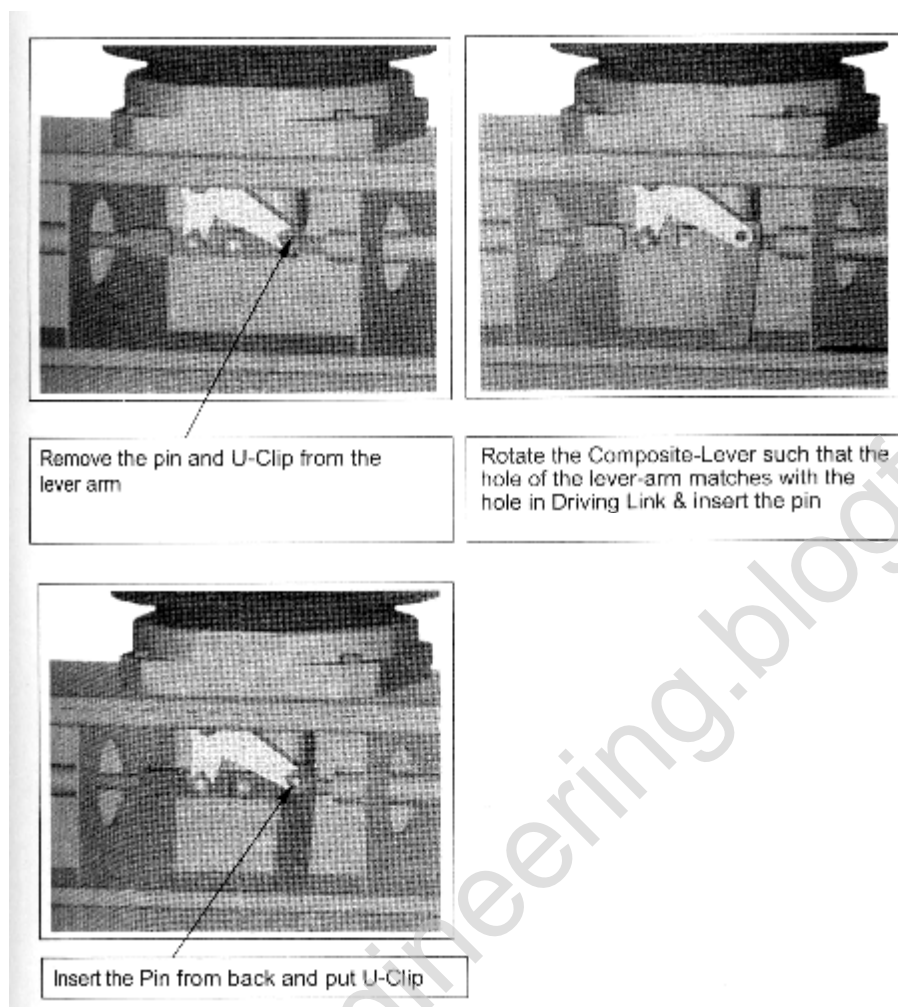 Remove the pin and U-Clip from the
lever arm
Rotate the Composite-Lever such that the
hole of the lever-arm matches with the
hole in Driving Link & insert the pin
Insert the Pin from back and put U-Clip
gineering.blogf